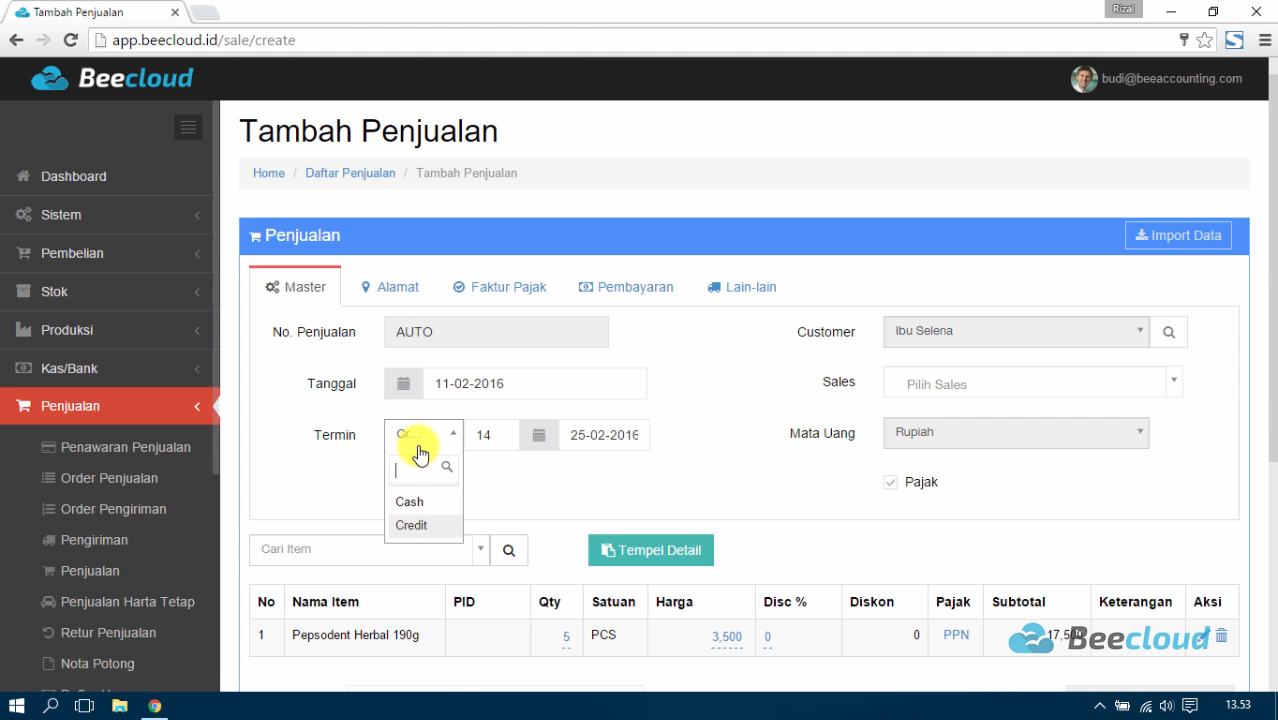 Tambah Penjualan
Rizal
app.beecloud.id/sale/create
Beecloud
budi@beeaccounting.com
Dashboard
Sistem
Pembelian
Stok
Produksi
Kas/Bank
Penjualan
Penawaran Penjualan
Order Penjualan
Order Pengiriman
Pengiriman
Penjualan
Penjualan Harta Tetap
Retur Penjualan
Nota Potong
Tambah Penjualan
Home / Daftar Penjualan / Tambah Penjualan
Penjualan
Import Data
Master Alamat Faktur Pajak Pembayaran Lain-lain
No. Penjualan AUTO Customer Ibu Selena
Tanggal 11-02-2016 Sales Pilih Sales
Termin Cr... 14 25-02-2016 Mata Uang Rupiah
Cash
Credit
Pajak
Cari Item Tempel Detail
No Nama Item PID Qty Satuan Harga Disc % Diskon Pajak Subtotal Keterangan Aksi
1 Pepsodent Herbal 190g 5 PCS 3,500 0 0 PPN 17,500
Beecloud
13.53